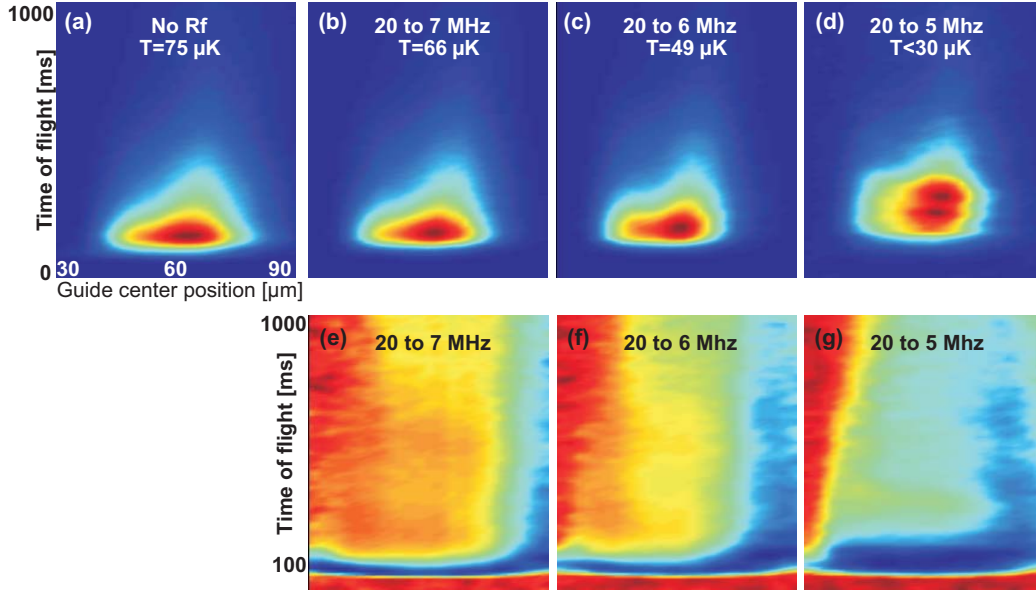 1000
(a)
No Rf
T=75 µK
(b)
20 to 7 MHz
T=66 µK
(c)
20 to 6 MHz
T=49 µK
(d)
20 to 5 Mhz
T<30 µK
Time of flight [ms]
0
30
60
90
Guide center position [µm]
1000
(e)
20 to 7 MHz
(f)
20 to 6 Mhz
(g)
20 to 5 Mhz
Time of flight [ms]
100